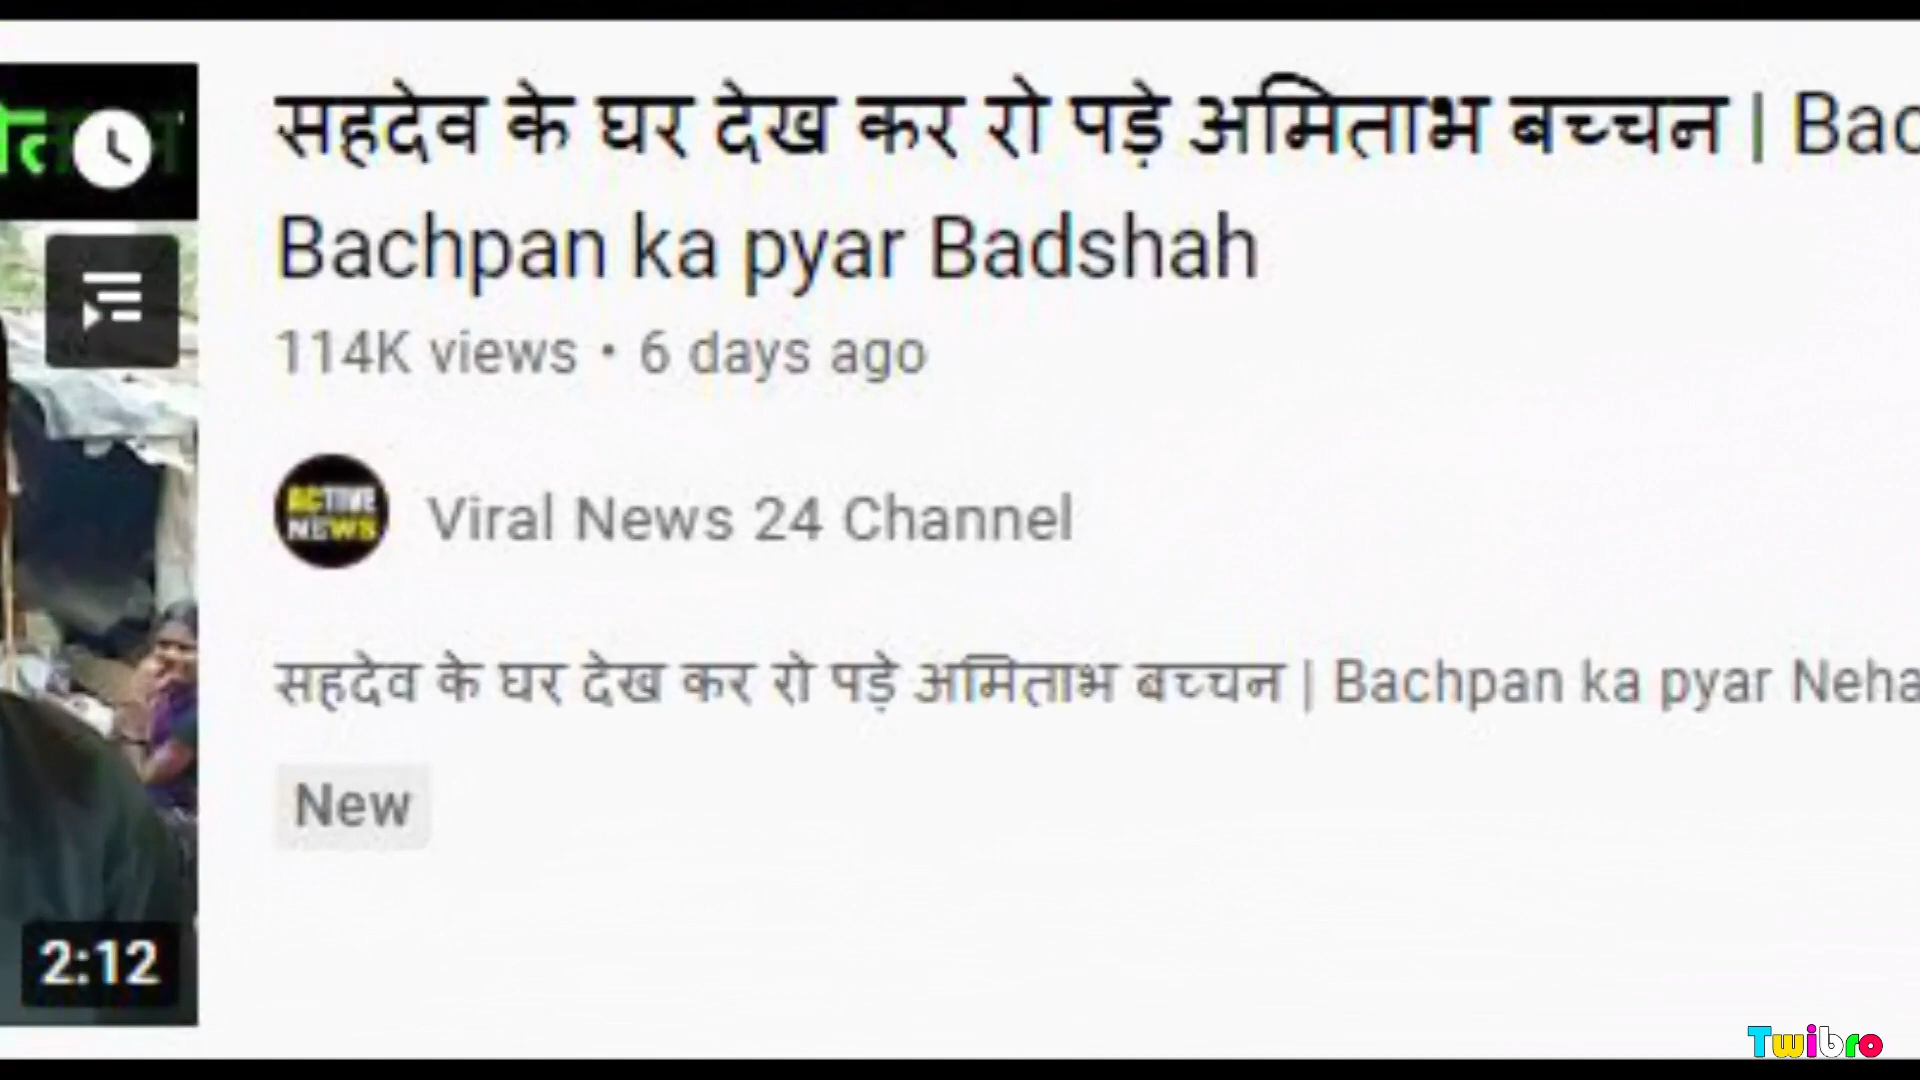 सहदेव के घर देख कर रो पड़े अमिताभ बच्चन | Bac
Bachpan ka pyar Badshah
114K views • 6 days ago
ACTIVE
NEWS
Viral News 24 Channel
सहदेव के घर देख कर रो पड़े अमिताभ बच्चन | Bachpan ka pyar Neha
New
2:12
Twibro